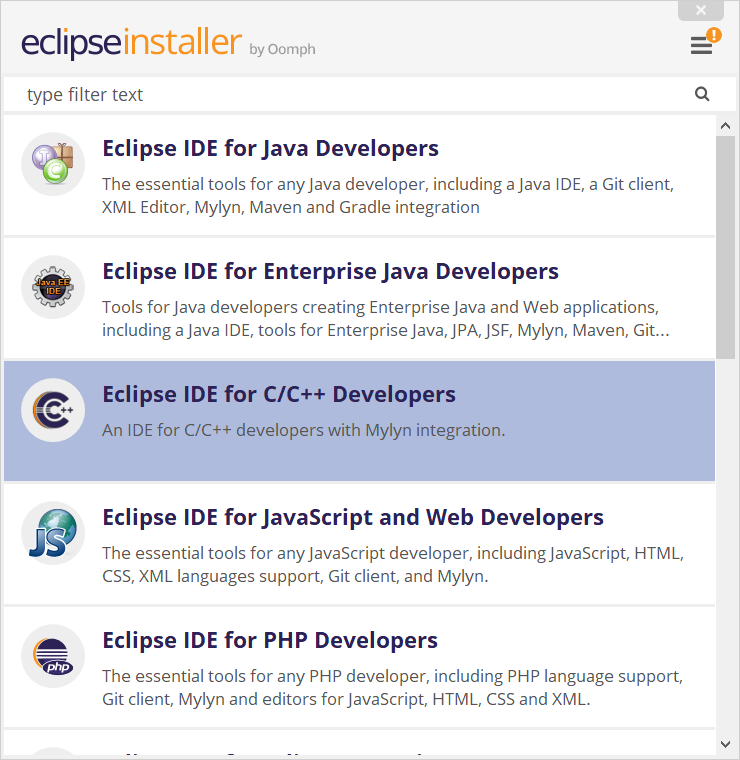 eclipseinstaller by Oomph
!
type filter text
Eclipse IDE for Java Developers
The essential tools for any Java developer, including a Java IDE, a Git client,
XML Editor, Mylyn, Maven and Gradle integration
Java EE
IDE
Eclipse IDE for Enterprise Java Developers
Tools for Java developers creating Enterprise Java and Web applications,
including a Java IDE, tools for Enterprise Java, JPA, JSF, Mylyn, Maven, Git...
C++
Eclipse IDE for C/C++ Developers
An IDE for C/C++ developers with Mylyn integration.
JS
Eclipse IDE for JavaScript and Web Developers
The essential tools for any JavaScript developer, including JavaScript, HTML,
CSS, XML languages support, Git client, and Mylyn.
php
Eclipse IDE for PHP Developers
The essential tools for any PHP developer, including PHP language support,
Git client, Mylyn and editors for JavaScript, HTML, CSS and XML.